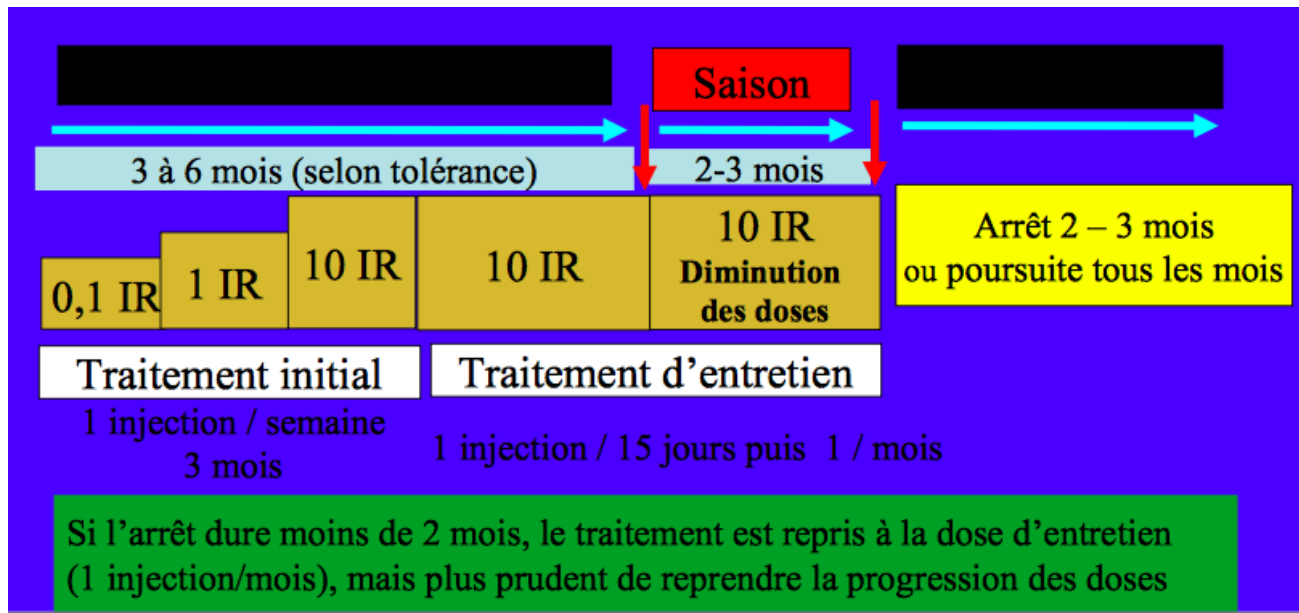 Saison
3 à 6 mois (selon tolérance)
2-3 mois
0,1 IR
1 IR
10 IR
10 IR
10 IR
Diminution
des doses
Arrêt 2 – 3 mois
ou poursuite tous les mois
Traitement initial
Traitement d’entretien
1 injection / semaine
3 mois
1 injection / 15 jours puis 1 / mois
Si l’arrêt dure moins de 2 mois, le traitement est repris à la dose d’entretien
(1 injection/mois), mais plus prudent de reprendre la progression des doses